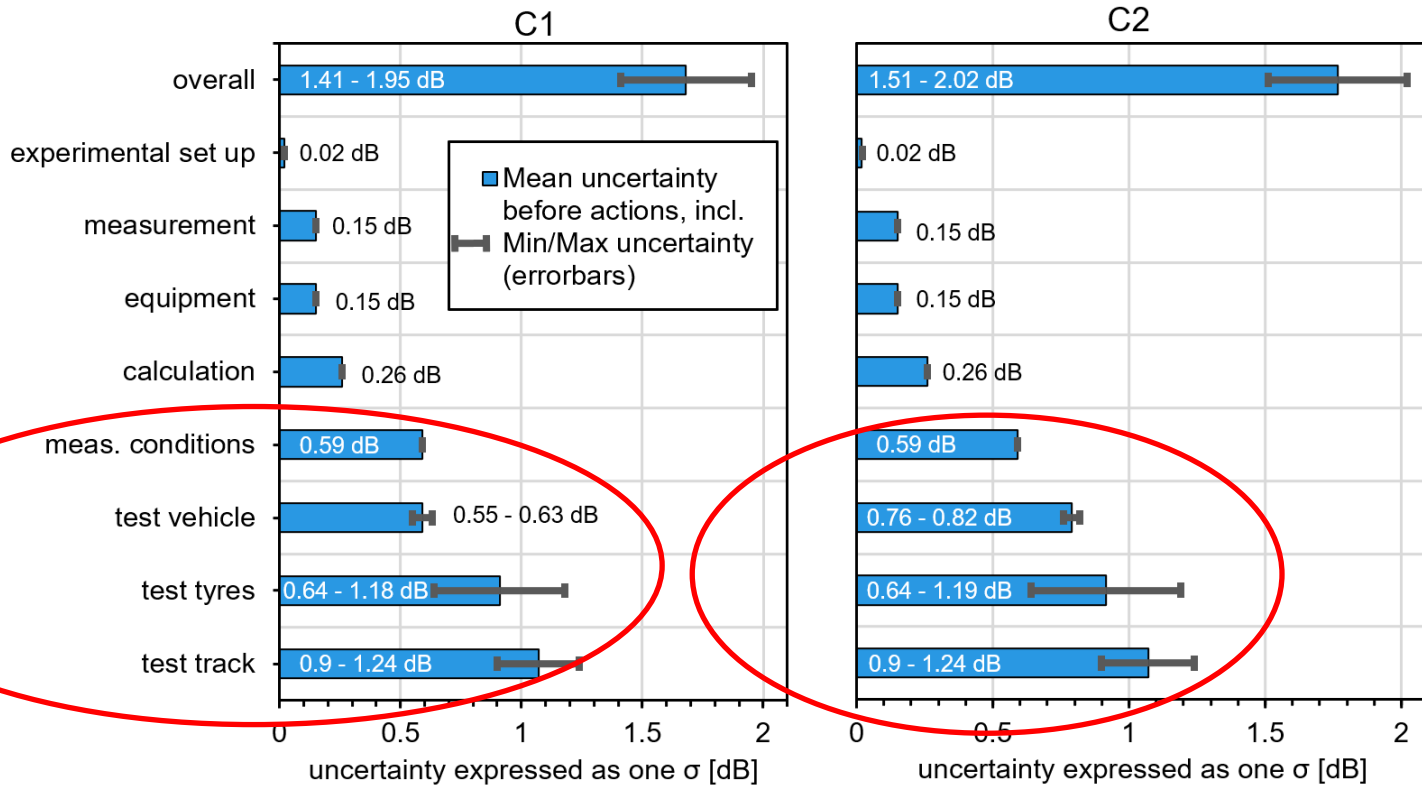 C1
overall
1.41 - 1.95 dB
experimental set up
0.02 dB
Mean uncertainty
before actions, incl.
Min/Max uncertainty
(errorbars)
measurement
0.15 dB
equipment
0.15 dB
calculation
0.26 dB
meas. conditions
0.59 dB
test vehicle
0.55 - 0.63 dB
test tyres
0.64 - 1.18 dB
test track
0.9 - 1.24 dB
0 0.5 1 1.5 2
uncertainty expressed as one σ [dB]
C2
1.51 - 2.02 dB
0.02 dB
0.15 dB
0.15 dB
0.26 dB
0.59 dB
0.76 - 0.82 dB
0.64 - 1.19 dB
0.9 - 1.24 dB
0 0.5 1 1.5 2
uncertainty expressed as one σ [dB]